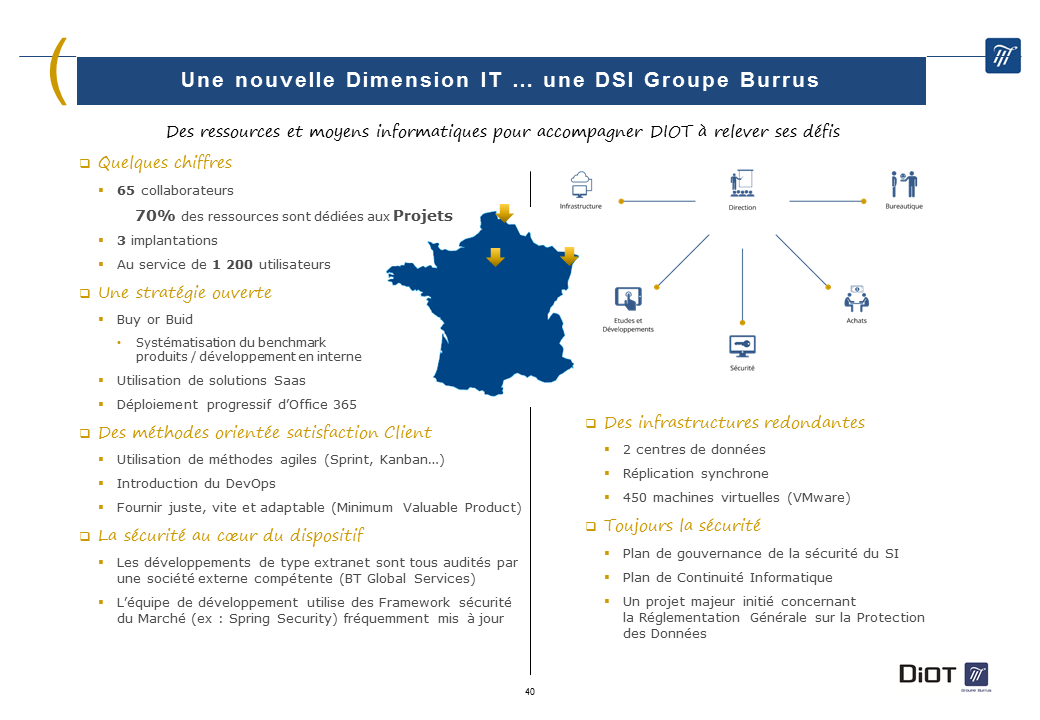 Une nouvelle Dimension IT … une DSI Groupe Burrus
Des ressources et moyens informatiques pour accompagner DIOT à relever ses défis
Quelques chiffres
65 collaborateurs
70% des ressources sont dédiées aux Projets
3 implantations
Au service de 1 200 utilisateurs
Une stratégie ouverte
Buy or Buid
Systématisation du benchmark
produits / développement en interne
Utilisation de solutions Saas
Déploiement progressif d’Office 365
Des méthodes orientée satisfaction Client
Utilisation de méthodes agiles (Sprint, Kanban…)
Introduction du DevOps
Fournir juste, vite et adaptable (Minimum Valuable Product)
La sécurité au cœur du dispositif
Les développements de type extranet sont tous audités par
une société externe compétente (BT Global Services)
L’équipe de développement utilise des Framework sécurité
du Marché (ex : Spring Security) fréquemment mis à jour
Infrastructure
Direction
Bureautique
Etudes et
Développements
Achats
Sécurité
Des infrastructures redondantes
2 centres de données
Réplication synchrone
450 machines virtuelles (VMware)
Toujours la sécurité
Plan de gouvernance de la sécurité du SI
Plan de Continuité Informatique
Un projet majeur initié concernant
la Réglementation Générale sur la Protection
des Données
DiOT
Groupe Burrus
40